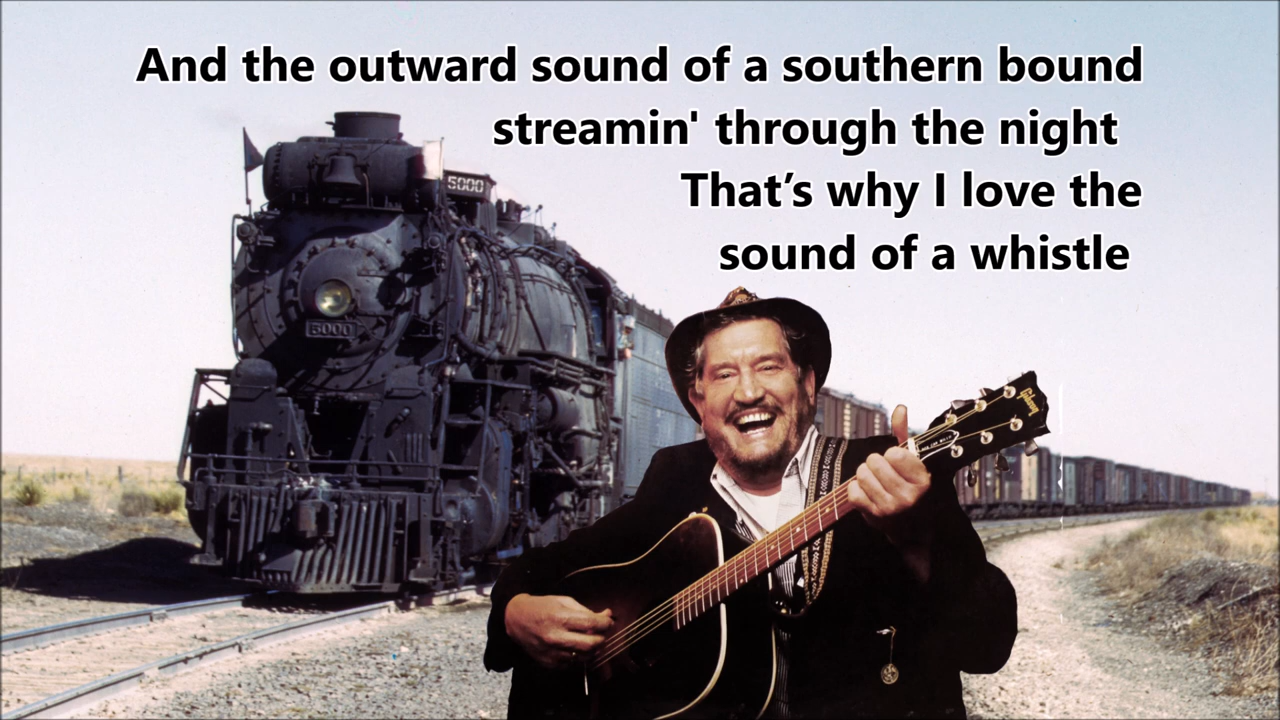 And the outward sound of a southern bound
streamin' through the night
That’s why I love the
sound of a whistle
5000
5000
Gibson